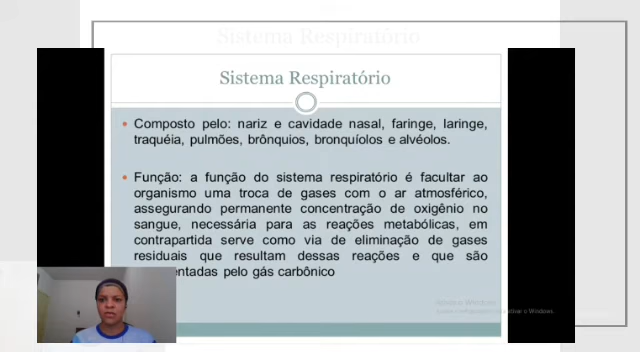 Sistema Respiratório
Sistema Respiratório
• Composto pelo: nariz e cavidade nasal, faringe, laringe,
traquéia, pulmões, brônquios, bronquíolos e alvéolos.
• Função: a função do sistema respiratório é facultar ao
organismo uma troca de gases com o ar atmosférico,
assegurando permanente concentração de oxigênio no
sangue, necessária para as reações metabólicas, em
contrapartida serve como via de eliminação de gases
residuais que resultam dessas reações e que são
entadas pelo gás carbônico